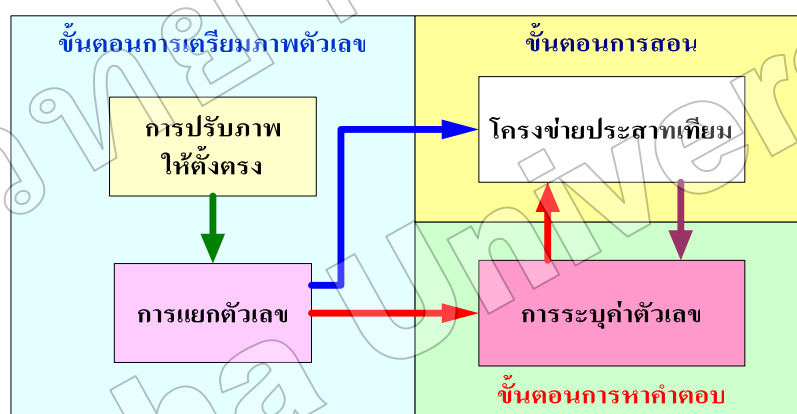 ขั้นตอนการเตรียมภาพตัวเลข
การปรับภาพ
ให้ตั้งตรง
การแยกตัวเลข
ขั้นตอนการสอน
โครงข่ายประสาทเทียม
การระบุค่าตัวเลข
ขั้นตอนการหาคำตอบ